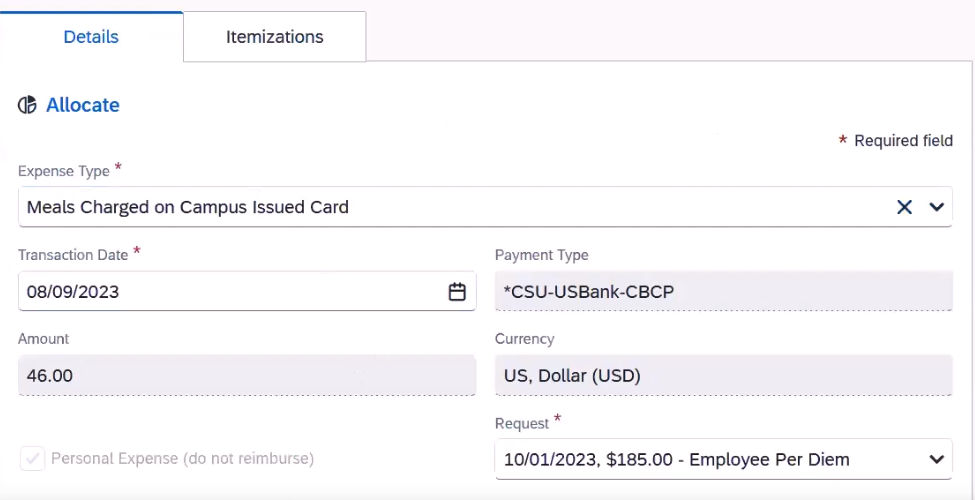 Details Itemizations
Allocate
* Required field
Expense Type *
Meals Charged on Campus Issued Card
Transaction Date * Payment Type
08/09/2023 *CSU-USBank-CBCP
Amount Currency
46.00 US, Dollar (USD)
Request *
Personal Expense (do not reimburse) 10/01/2023, $185.00 - Employee Per Diem